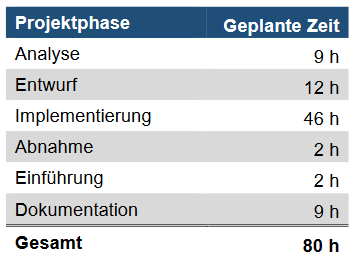 Projektphase Geplante Zeit
Analyse 9 h
Entwurf 12 h
Implementierung 46 h
Abnahme 2 h
Einführung 2 h
Dokumentation 9 h
Gesamt 80 h